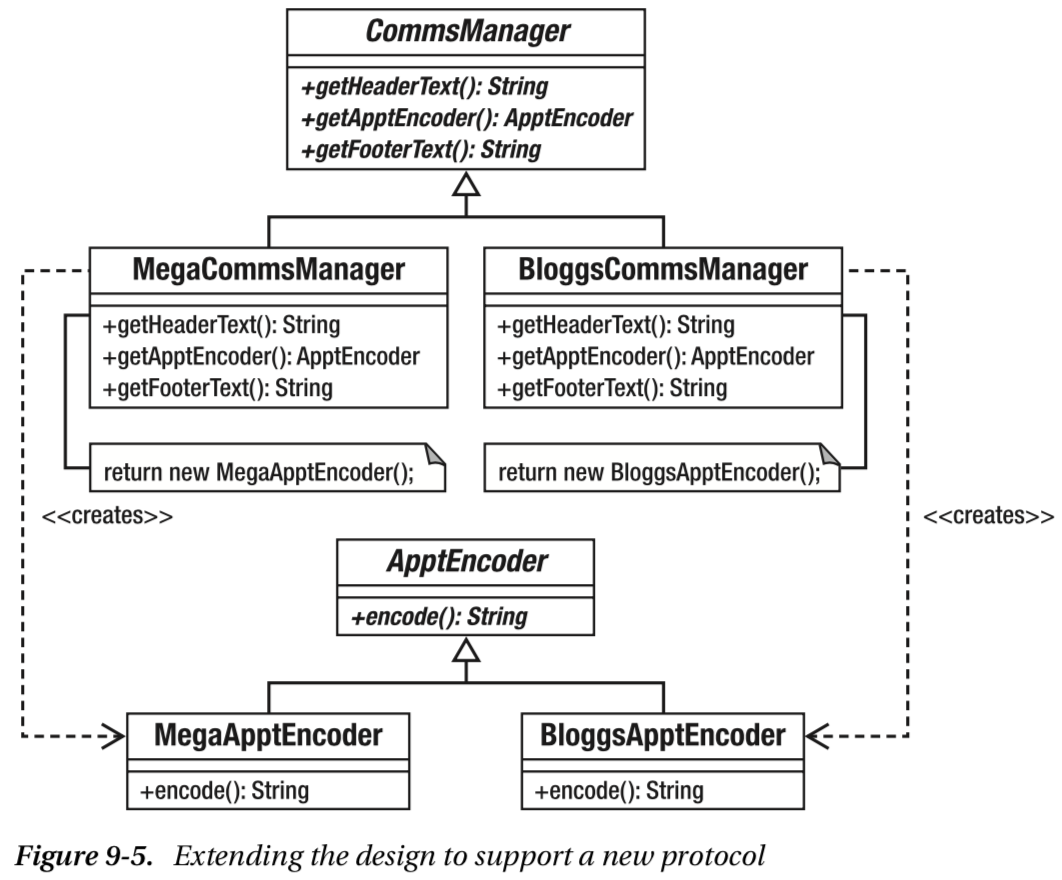 CommsManager
+getHeaderText(): String
+getApptEncoder(): ApptEncoder
+getFooterText(): String
MegaCommsManager
+getHeaderText(): String
+getApptEncoder(): ApptEncoder
+getFooterText(): String
return new MegaApptEncoder();
BloggsCommsManager
+getHeaderText(): String
+getApptEncoder(): ApptEncoder
+getFooterText(): String
return new BloggsApptEncoder();
<<creates>>
<<creates>>
ApptEncoder
+encode(): String
MegaApptEncoder
+encode(): String
BloggsApptEncoder
+encode(): String
Figure 9-5. Extending the design to support a new protocol